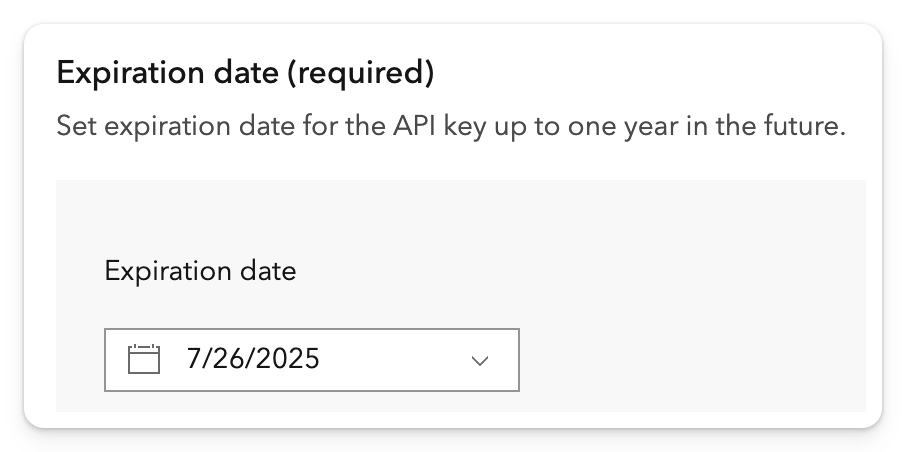 Expiration date (required)
Set expiration date for the API key up to one year in the future.
Expiration date
7/26/2025